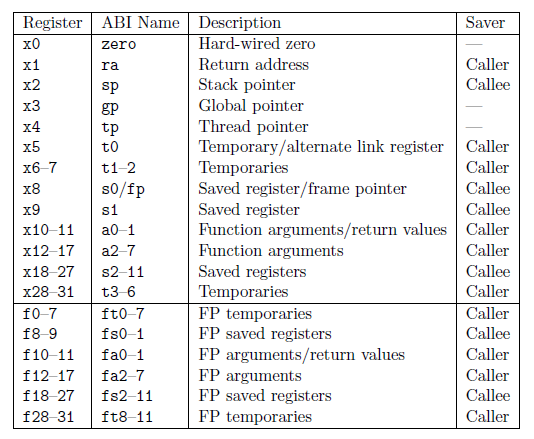 Register ABI Name Description Saver
x0 zero Hard-wired zero —
x1 ra Return address Caller
x2 sp Stack pointer Callee
x3 gp Global pointer —
x4 tp Thread pointer —
x5 t0 Temporary/alternate link register Caller
x6–7 t1–2 Temporaries Caller
x8 s0/fp Saved register/frame pointer Callee
x9 s1 Saved register Callee
x10–11 a0–1 Function arguments/return values Caller
x12–17 a2–7 Function arguments Caller
x18–27 s2–11 Saved registers Callee
x28–31 t3–6 Temporaries Caller
f0–7 ft0–7 FP temporaries Caller
f8–9 fs0–1 FP saved registers Callee
f10–11 fa0–1 FP arguments/return values Caller
f12–17 fa2–7 FP arguments Caller
f18–27 fs2–11 FP saved registers Callee
f28–31 ft8–11 FP temporaries Caller